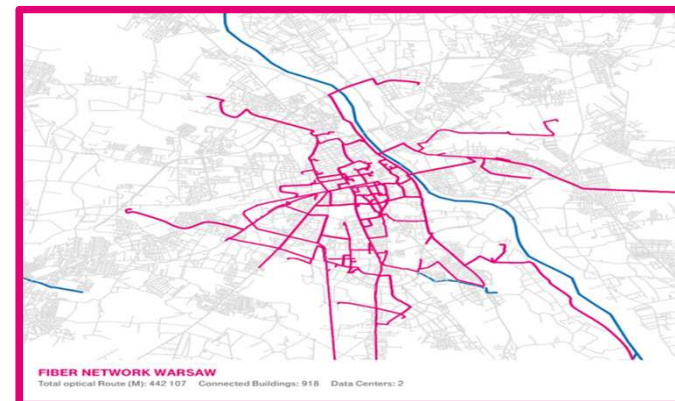 FIBER NETWORK WARSAW
Total optical Route (M): 442 107 Connected Buildings: 918 Data Centers: 2